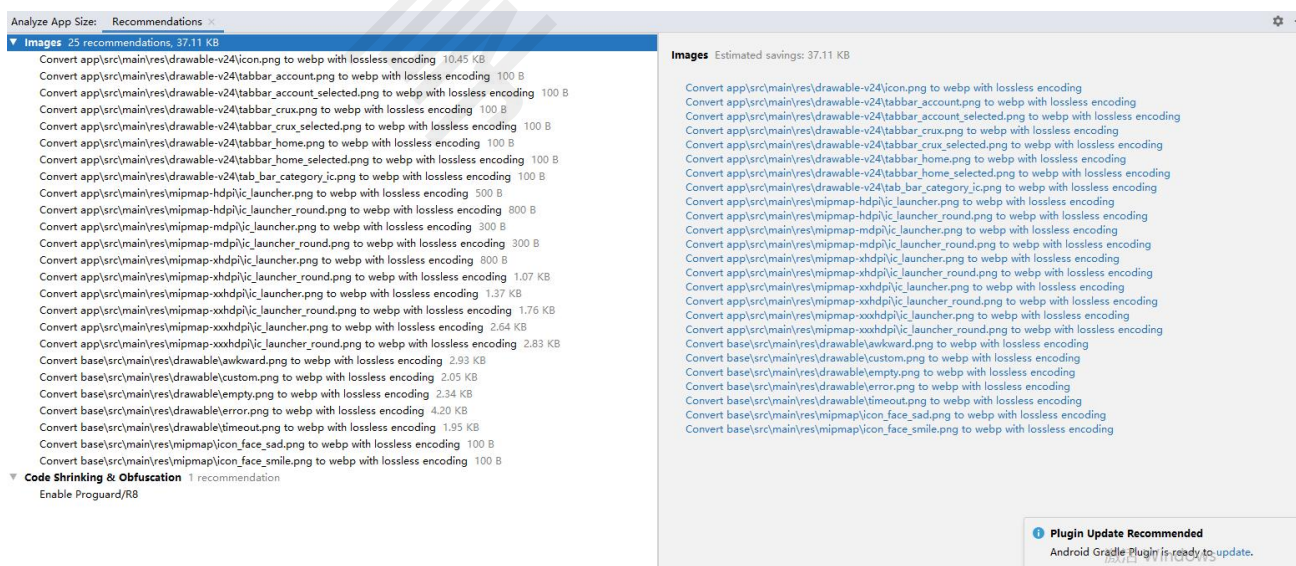 Analyze App Size: Recommendations ×
Images 25 recommendations, 37.11 KB
Convert app\src\main\res\drawable-v24\icon.png to webp with lossless encoding 10.45 KB
Convert app\src\main\res\drawable-v24\tabbar_account.png to webp with lossless encoding 100 B
Convert app\src\main\res\drawable-v24\tabbar_account_selected.png to webp with lossless encoding 100 B
Convert app\src\main\res\drawable-v24\tabbar_crux.png to webp with lossless encoding 100 B
Convert app\src\main\res\drawable-v24\tabbar_crux_selected.png to webp with lossless encoding 100 B
Convert app\src\main\res\drawable-v24\tabbar_home.png to webp with lossless encoding 100 B
Convert app\src\main\res\drawable-v24\tabbar_home_selected.png to webp with lossless encoding 100 B
Convert app\src\main\res\drawable-v24\tab_bar_category_ic.png to webp with lossless encoding 100 B
Convert app\src\main\res\mipmap-hdpi\ic_launcher.png to webp with lossless encoding 500 B
Convert app\src\main\res\mipmap-hdpi\ic_launcher_round.png to webp with lossless encoding 800 B
Convert app\src\main\res\mipmap-mdpi\ic_launcher.png to webp with lossless encoding 300 B
Convert app\src\main\res\mipmap-mdpi\ic_launcher_round.png to webp with lossless encoding 300 B
Convert app\src\main\res\mipmap-xhdpi\ic_launcher.png to webp with lossless encoding 800 B
Convert app\src\main\res\mipmap-xhdpi\ic_launcher_round.png to webp with lossless encoding 1.07 KB
Convert app\src\main\res\mipmap-xxhdpi\ic_launcher.png to webp with lossless encoding 1.37 KB
Convert app\src\main\res\mipmap-xxhdpi\ic_launcher_round.png to webp with lossless encoding 1.76 KB
Convert app\src\main\res\mipmap-xxxhdpi\ic_launcher.png to webp with lossless encoding 2.64 KB
Convert app\src\main\res\mipmap-xxxhdpi\ic_launcher_round.png to webp with lossless encoding 2.83 KB
Convert base\src\main\res\drawable\awkward.png to webp with lossless encoding 2.93 KB
Convert base\src\main\res\drawable\custom.png to webp with lossless encoding 2.05 KB
Convert base\src\main\res\drawable\empty.png to webp with lossless encoding 2.34 KB
Convert base\src\main\res\drawable\error.png to webp with lossless encoding 4.20 KB
Convert base\src\main\res\drawable\timeout.png to webp with lossless encoding 1.95 KB
Convert base\src\main\res\mipmap\icon_face_sad.png to webp with lossless encoding 100 B
Convert base\src\main\res\mipmap\icon_face_smile.png to webp with lossless encoding 100 B
Code Shrinking & Obfuscation 1 recommendation
Enable Proguard/R8
Images Estimated savings: 37.11 KB
Convert app\src\main\res\drawable-v24\icon.png to webp with lossless encoding
Convert app\src\main\res\drawable-v24\tabbar_account.png to webp with lossless encoding
Convert app\src\main\res\drawable-v24\tabbar_account_selected.png to webp with lossless encoding
Convert app\src\main\res\drawable-v24\tabbar_crux.png to webp with lossless encoding
Convert app\src\main\res\drawable-v24\tabbar_crux_selected.png to webp with lossless encoding
Convert app\src\main\res\drawable-v24\tabbar_home.png to webp with lossless encoding
Convert app\src\main\res\drawable-v24\tabbar_home_selected.png to webp with lossless encoding
Convert app\src\main\res\drawable-v24\tab_bar_category_ic.png to webp with lossless encoding
Convert app\src\main\res\mipmap-hdpi\ic_launcher.png to webp with lossless encoding
Convert app\src\main\res\mipmap-hdpi\ic_launcher_round.png to webp with lossless encoding
Convert app\src\main\res\mipmap-mdpi\ic_launcher.png to webp with lossless encoding
Convert app\src\main\res\mipmap-mdpi\ic_launcher_round.png to webp with lossless encoding
Convert app\src\main\res\mipmap-xhdpi\ic_launcher.png to webp with lossless encoding
Convert app\src\main\res\mipmap-xhdpi\ic_launcher_round.png to webp with lossless encoding
Convert app\src\main\res\mipmap-xxhdpi\ic_launcher.png to webp with lossless encoding
Convert app\src\main\res\mipmap-xxhdpi\ic_launcher_round.png to webp with lossless encoding
Convert app\src\main\res\mipmap-xxxhdpi\ic_launcher.png to webp with lossless encoding
Convert app\src\main\res\mipmap-xxxhdpi\ic_launcher_round.png to webp with lossless encoding
Convert base\src\main\res\drawable\awkward.png to webp with lossless encoding
Convert base\src\main\res\drawable\custom.png to webp with lossless encoding
Convert base\src\main\res\drawable\empty.png to webp with lossless encoding
Convert base\src\main\res\drawable\error.png to webp with lossless encoding
Convert base\src\main\res\drawable\timeout.png to webp with lossless encoding
Convert base\src\main\res\mipmap\icon_face_sad.png to webp with lossless encoding
Convert base\src\main\res\mipmap\icon_face_smile.png to webp with lossless encoding
Plugin Update Recommended
Android Gradle Plugin is ready to update.
激活 Windows